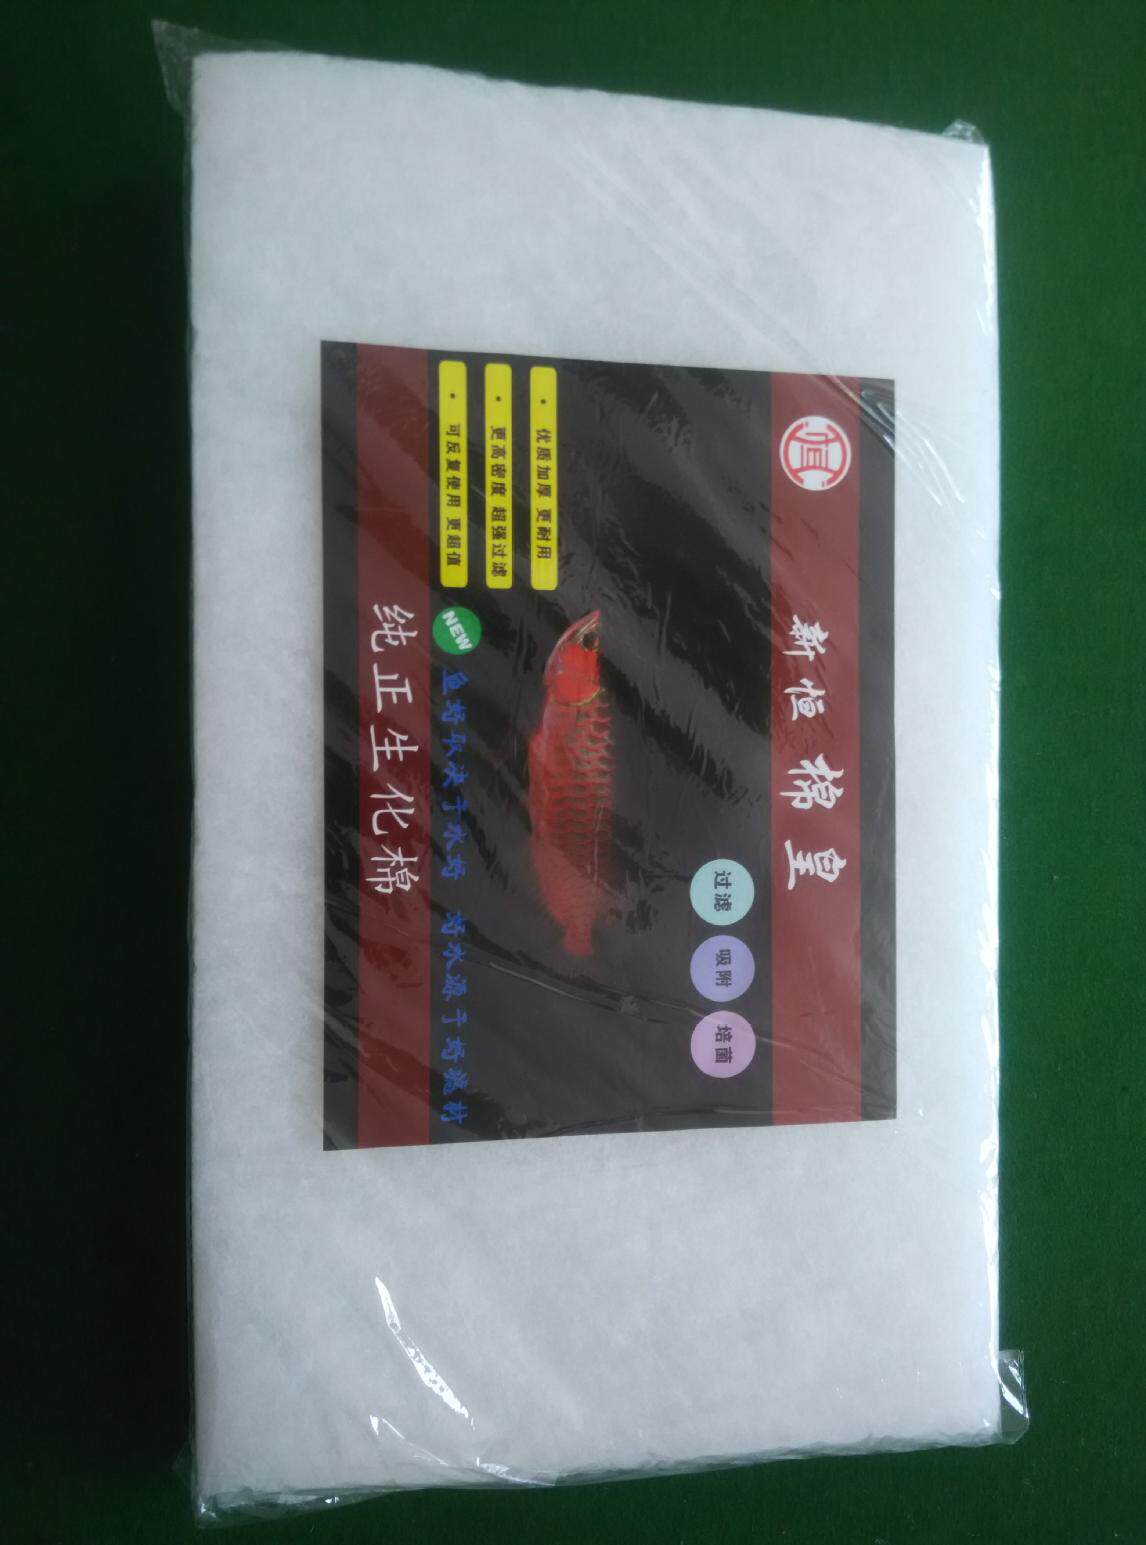 恒
新恒棉皇
过滤 吸附 培菌
• 优质加厚 更耐用
• 更高密度 超强过滤
• 可反复使用 更超值
NEW
鱼好取决于水好 好水源于好滤材
纯正生化棉